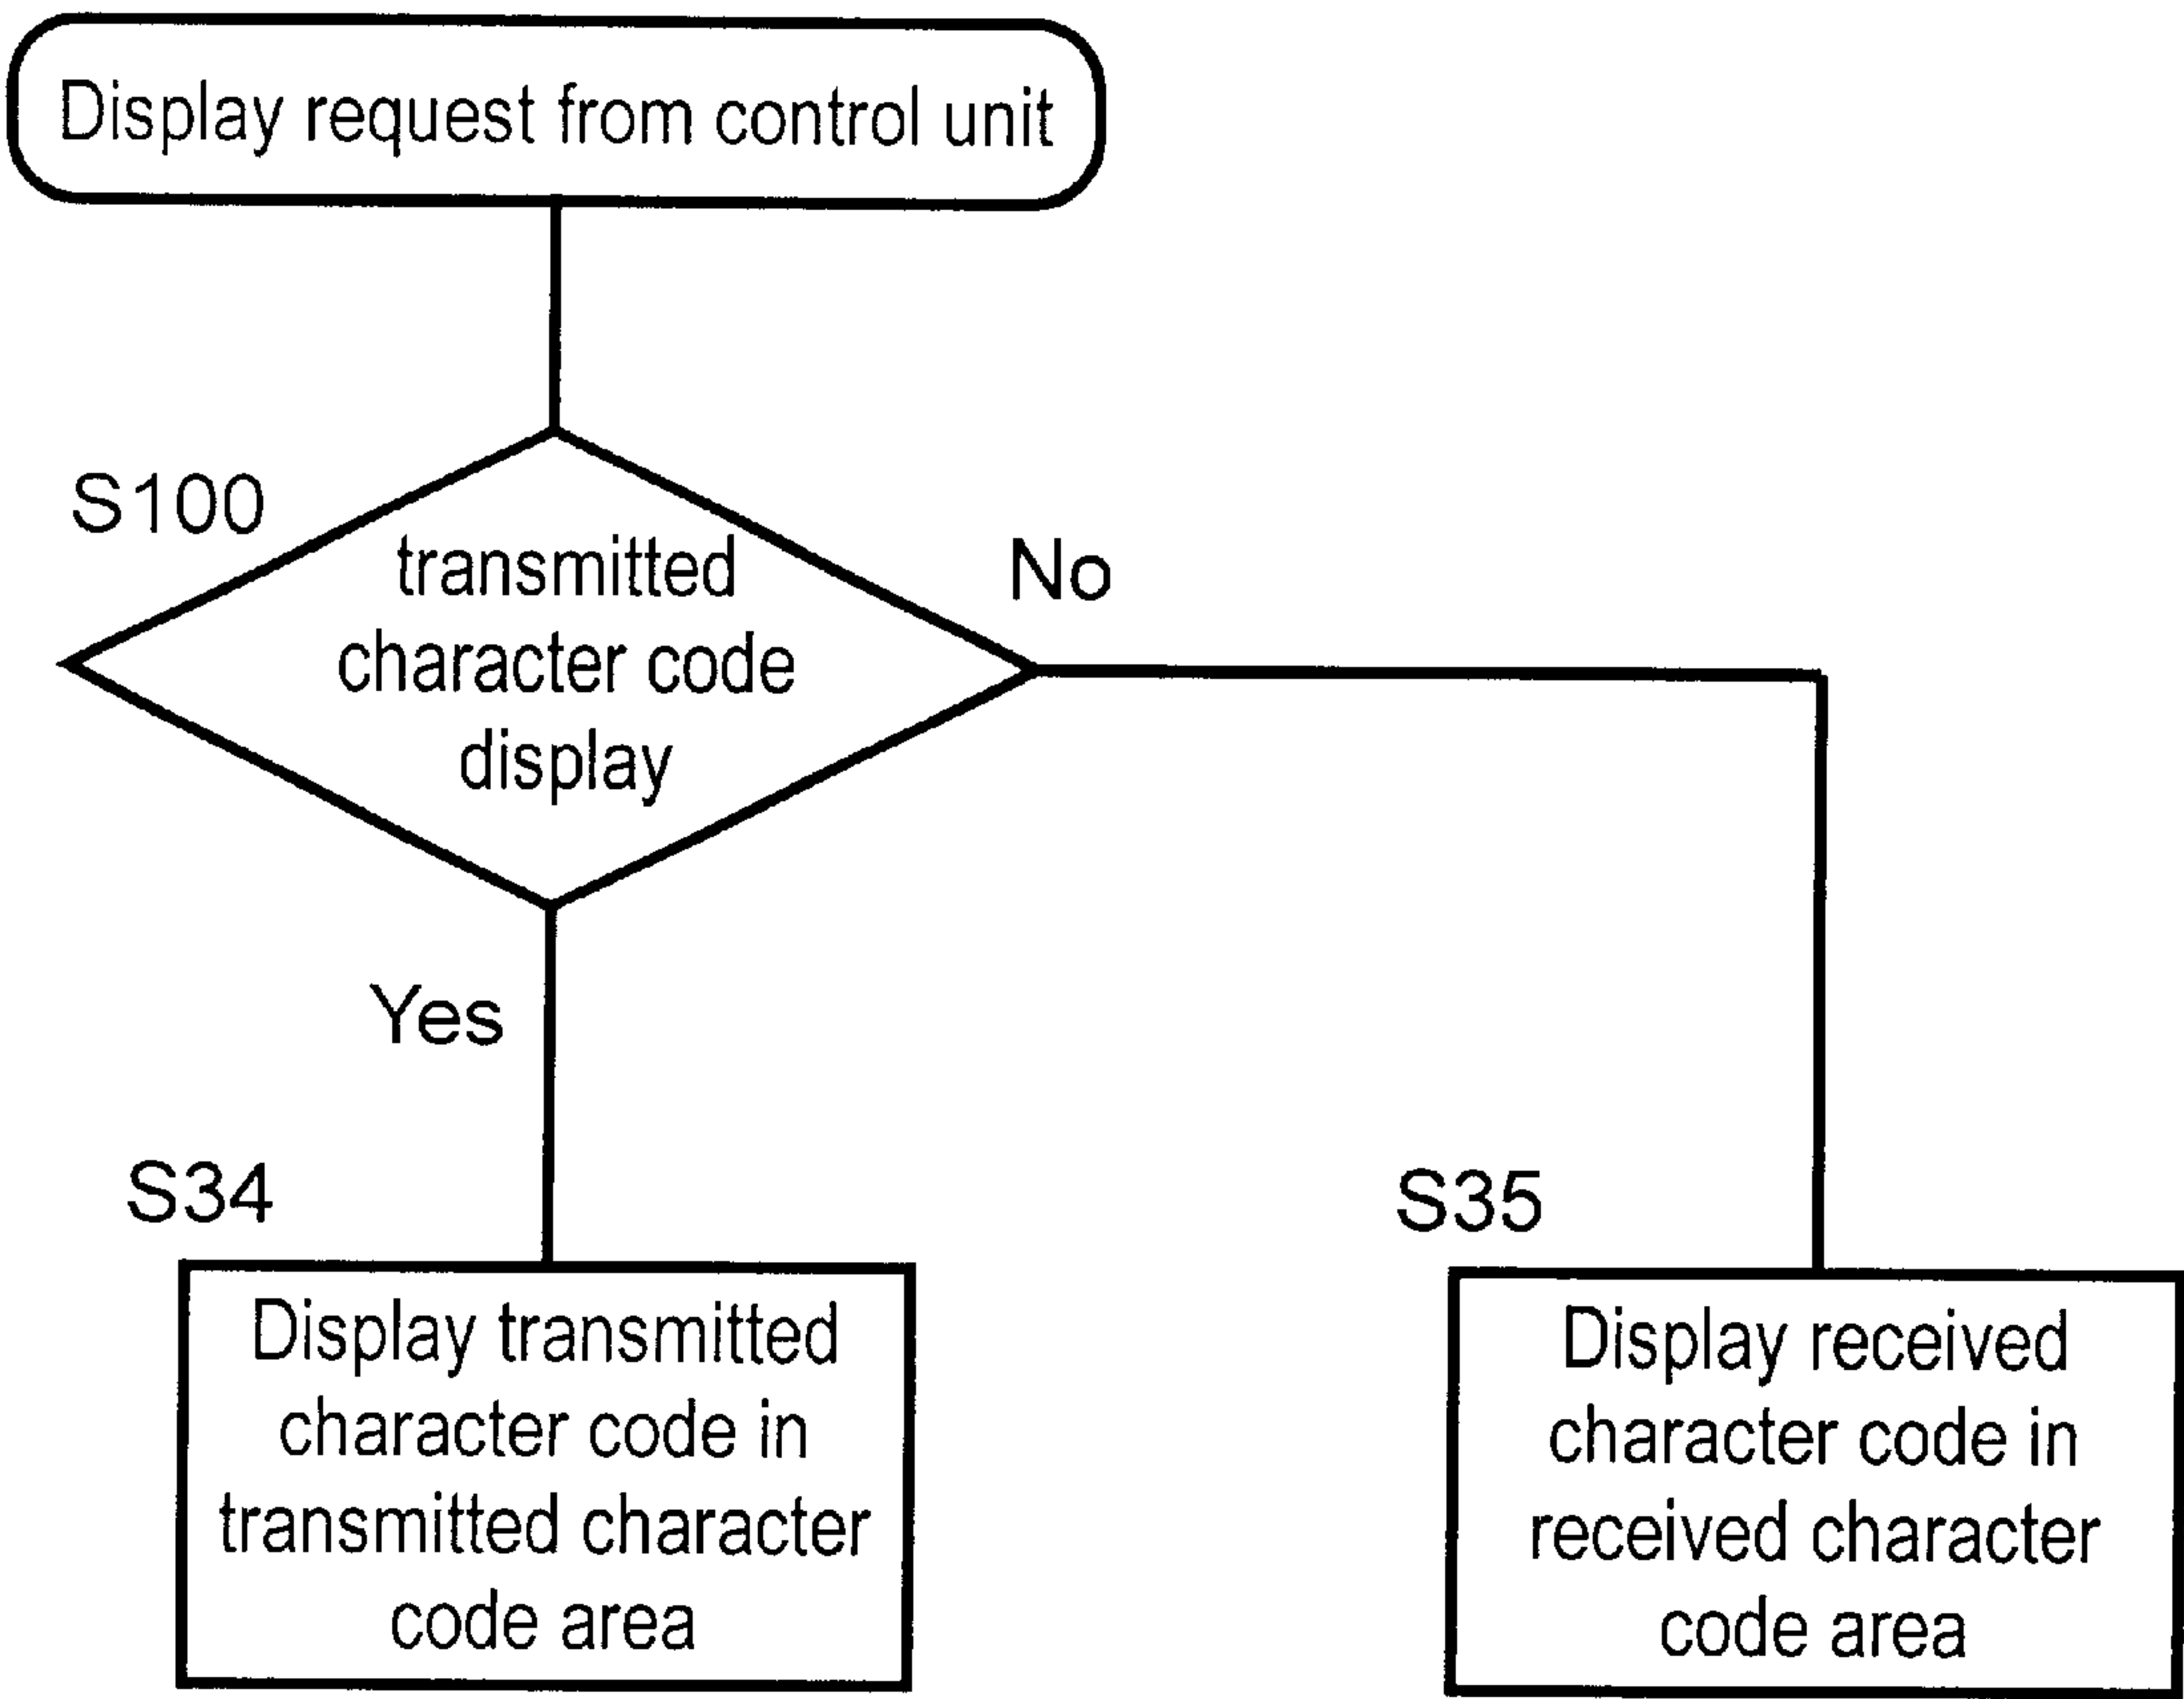 Display request from control unit
S100
transmitted
character code
display
No
Yes
S34
Display transmitted
character code in
transmitted character
code area
S35
Display received
character code in
received character
code area